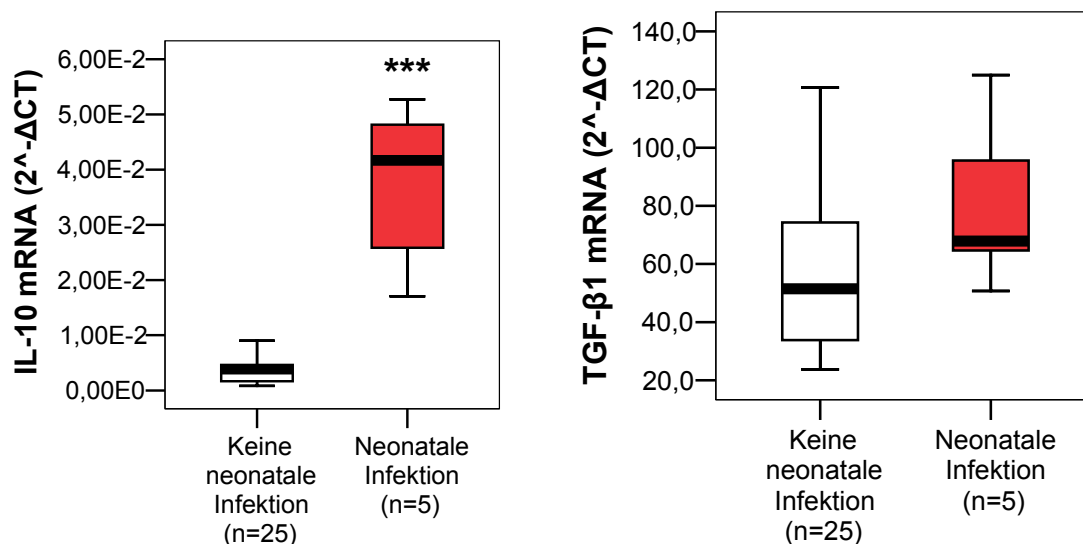 IL-10 mRNA (2^-ΔCT)
6,00E-2
5,00E-2
4,00E-2
3,00E-2
2,00E-2
1,00E-2
0,00E0
***
Keine
neonatale
Infektion
(n=25)
Neonatale
Infektion
(n=5)
TGF-β1 mRNA (2^-ΔCT)
140,0
120,0
100,0
80,0
60,0
40,0
20,0
Keine
neonatale
Infektion
(n=25)
Neonatale
Infektion
(n=5)